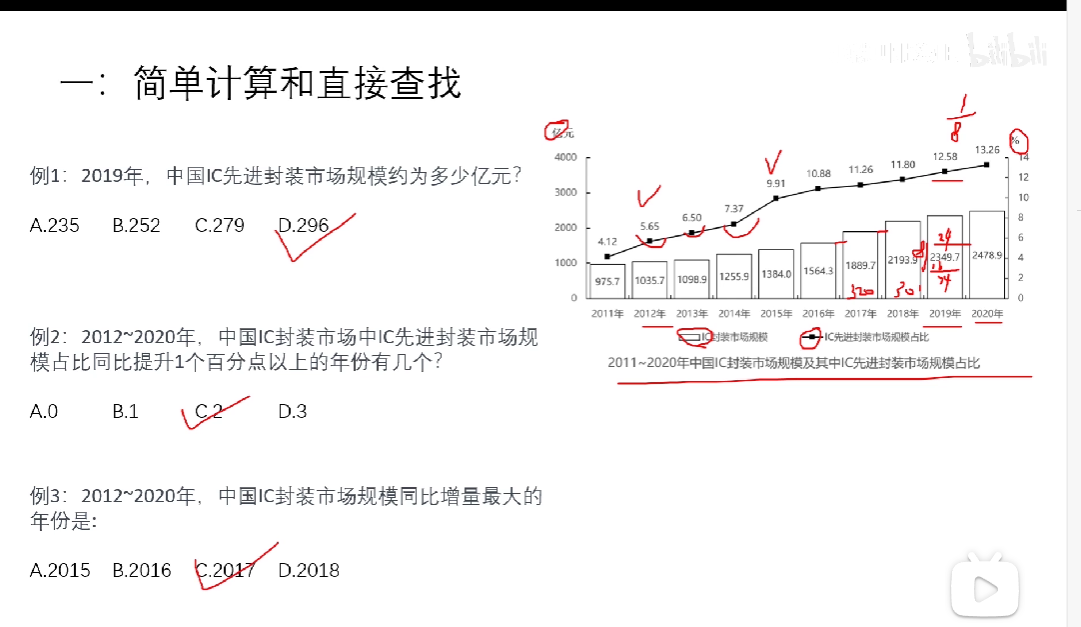 bilibili
一：简单计算和直接查找
例1：2019年，中国IC先进封装市场规模约为多少亿元？
A.235 B.252 C.279 D.296
例2：2012~2020年，中国IC封装市场中IC先进封装市场规
模占比同比提升1个百分点以上的年份有几个？
A.0 B.1 C.2 D.3
例3：2012~2020年，中国IC封装市场规模同比增量最大的
年份是：
A.2015 B.2016 C.2017 D.2018
1
8
亿元 %
4000 3000 2000 1000 0
14 12 10 8 6 4 2 0
4.12 5.65 6.50 7.37 9.91 10.88 11.26 11.80 12.58 13.26
975.7 1035.7 1098.9 1255.9 1384.0 1564.3 1889.7 2193.9 2349.7 2478.9
320 301
2011年 2012年 2013年 2014年 2015年 2016年 2017年 2018年 2019年 2020年
IC封装市场规模 IC先进封装市场规模占比
2011~2020年中国IC封装市场规模及其中IC先进封装市场规模占比